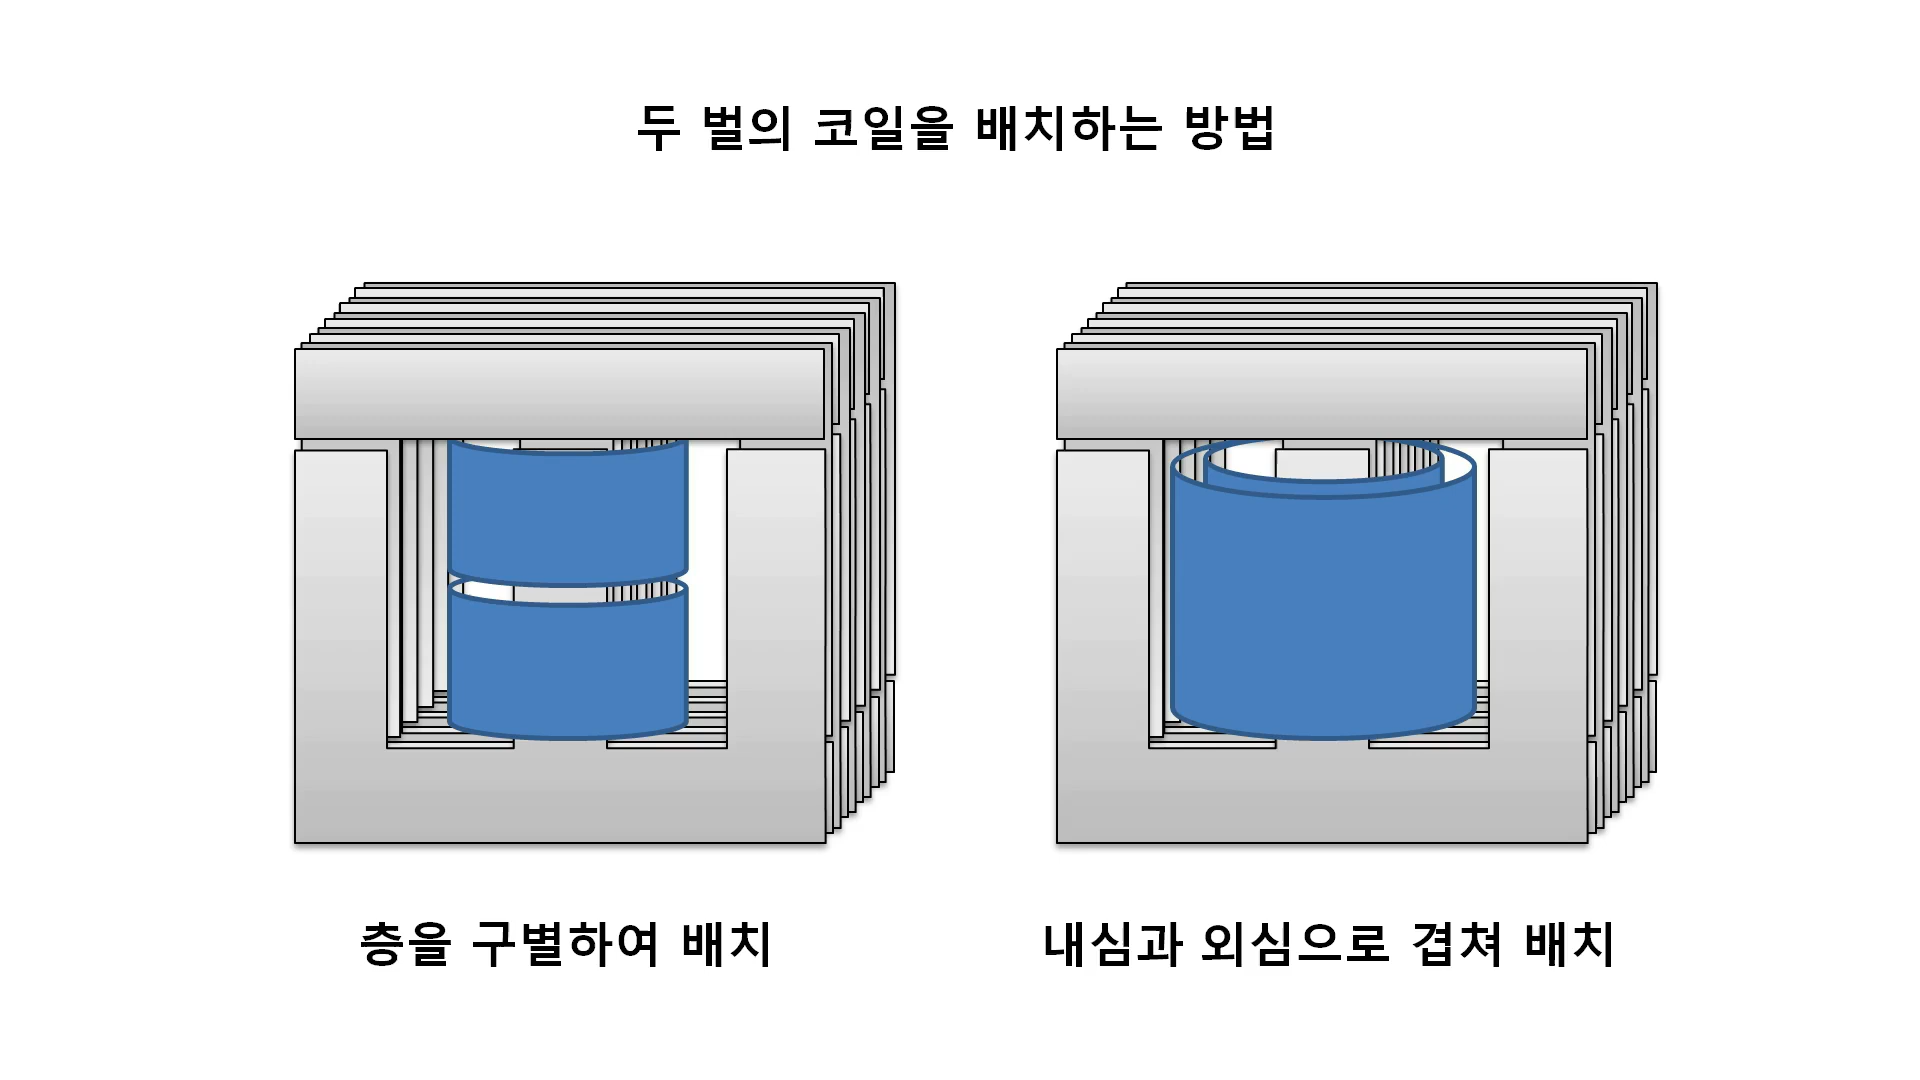 두 벌의 코일을 배치하는 방법
층을 구별하여 배치
내심과 외심으로 겹쳐 배치